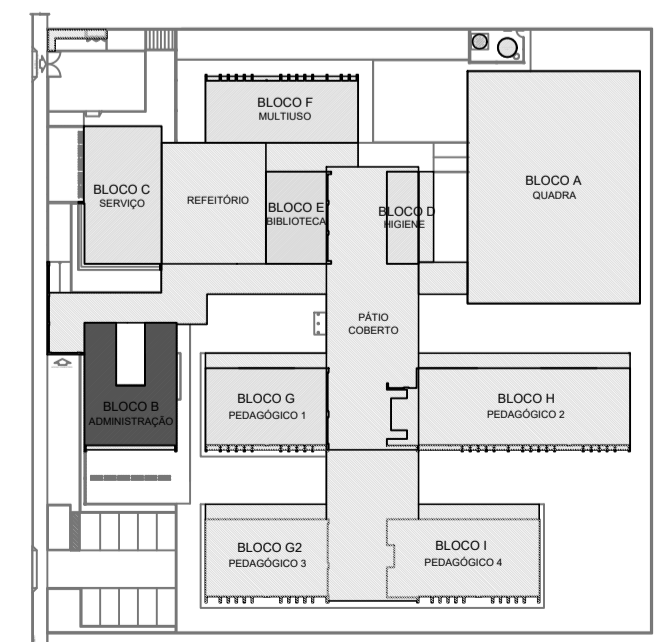 BLOCO F
MULTIUSO
BLOCO C
SERVIÇO
REFEITÓRIO
BLOCO E
BIBLIOTECA
BLOCO D
HIGIENE
BLOCO A
QUADRA
PÁTIO
COBERTO
BLOCO B
ADMINISTRAÇÃO
BLOCO G
PEDAGÓGICO 1
BLOCO H
PEDAGÓGICO 2
BLOCO G2
PEDAGÓGICO 3
BLOCO I
PEDAGÓGICO 4